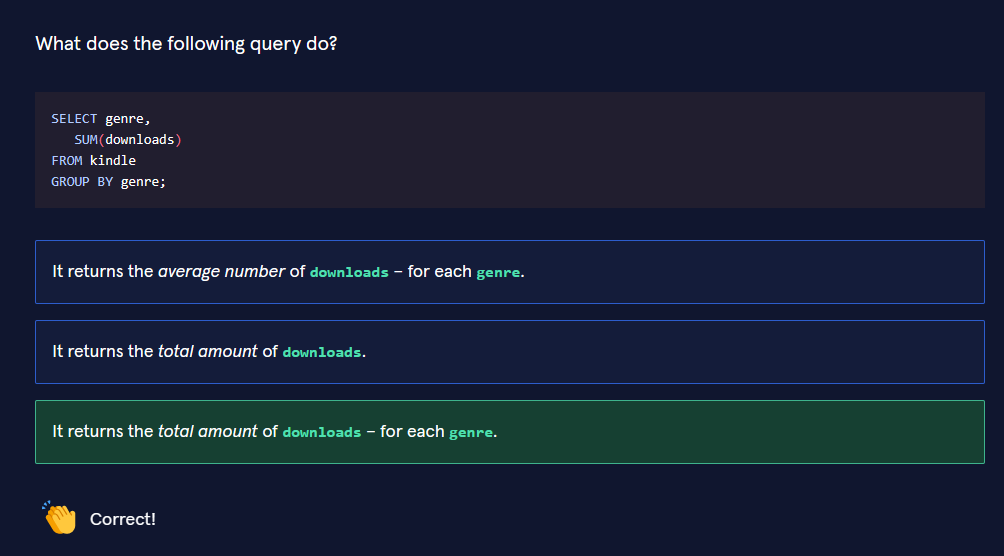 What does the following query do?
SELECT genre,
   SUM(downloads)
FROM kindle
GROUP BY genre;
It returns the average number of downloads – for each genre.
It returns the total amount of downloads.
It returns the total amount of downloads – for each genre.
Correct!